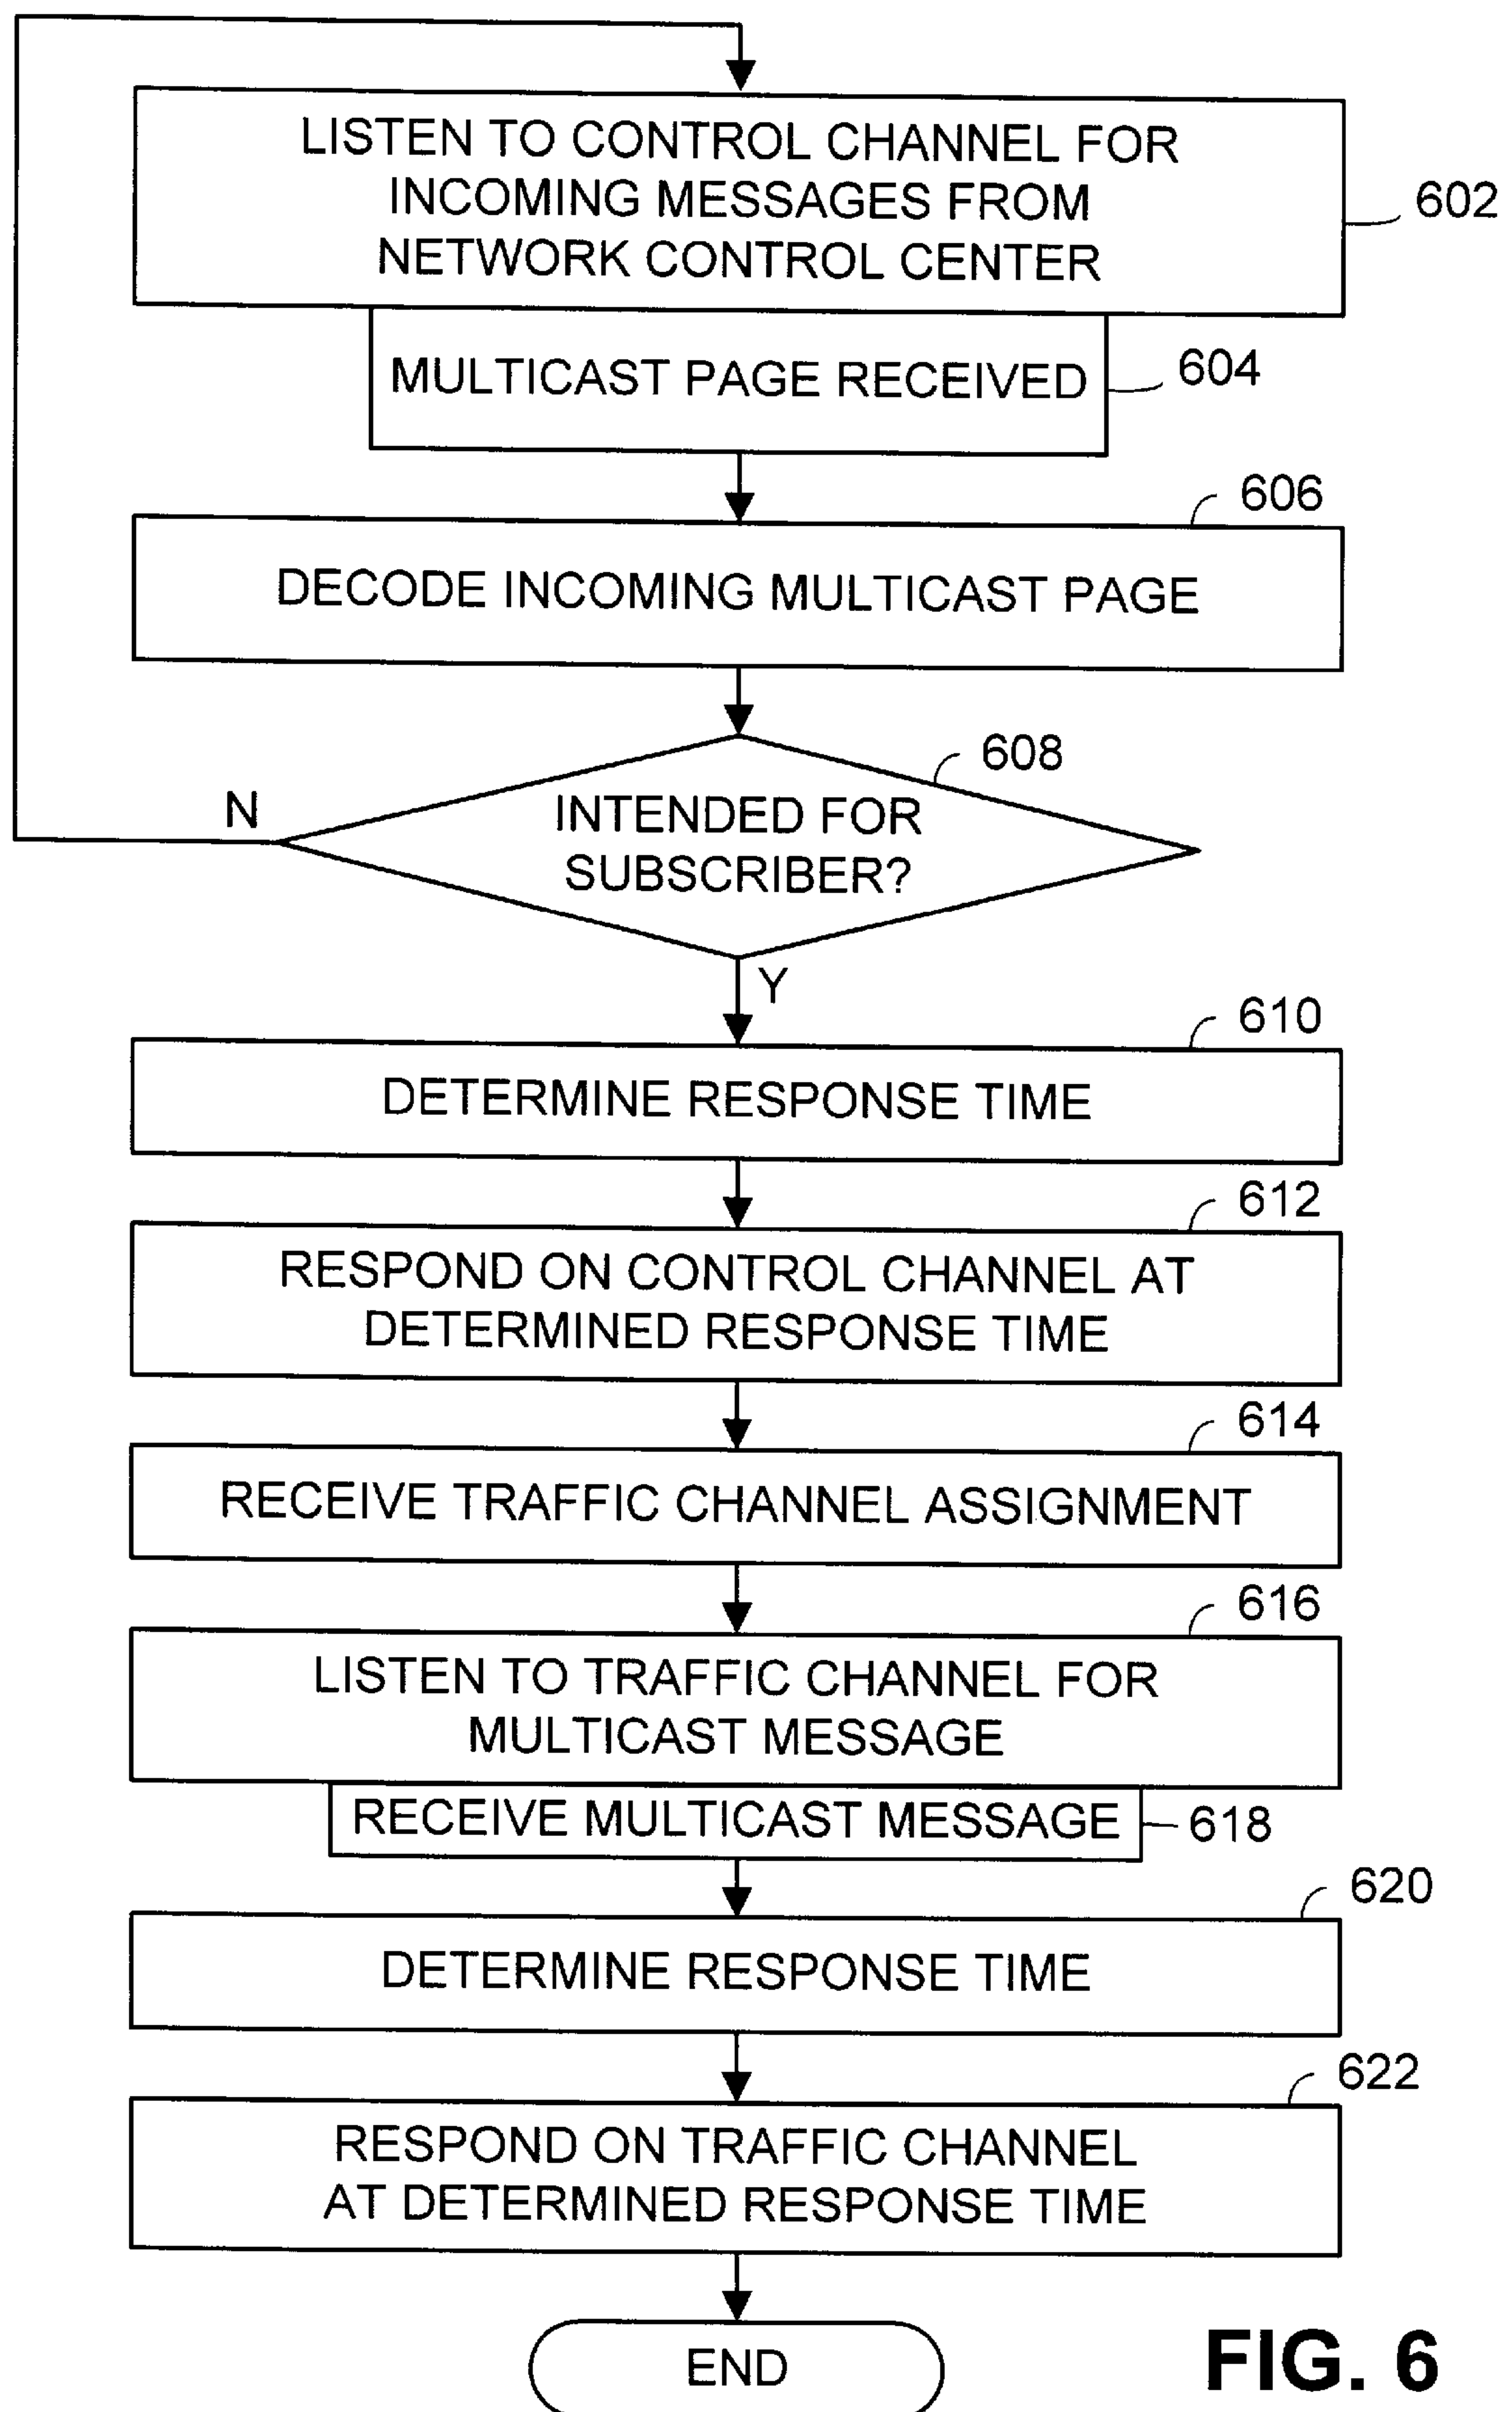 LISTEN TO CONTROL CHANNEL FOR
INCOMING MESSAGES FROM
NETWORK CONTROL CENTER
602
MULTICAST PAGE RECEIVED
604
606
DECODE INCOMING MULTICAST PAGE
608
N
INTENDED FOR
SUBSCRIBER?
Y
610
DETERMINE RESPONSE TIME
612
RESPOND ON CONTROL CHANNEL AT
DETERMINED RESPONSE TIME
614
RECEIVE TRAFFIC CHANNEL ASSIGNMENT
616
LISTEN TO TRAFFIC CHANNEL FOR
MULTICAST MESSAGE
RECEIVE MULTICAST MESSAGE
618
620
DETERMINE RESPONSE TIME
622
RESPOND ON TRAFFIC CHANNEL
AT DETERMINED RESPONSE TIME
END
FIG. 6